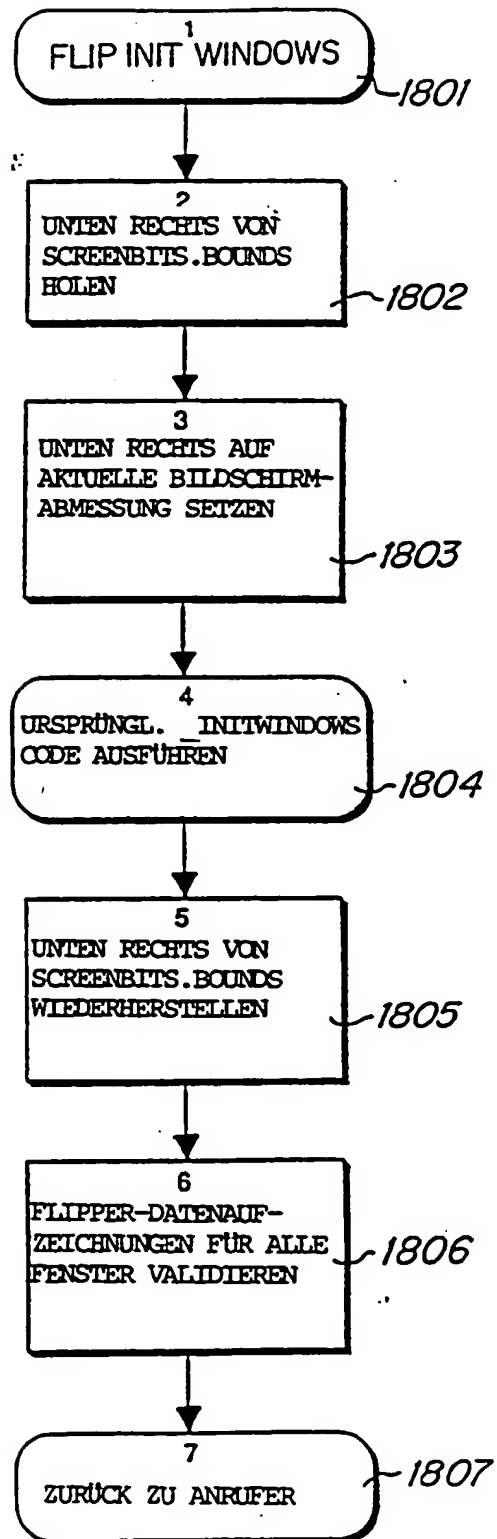 1
FLIP INIT WINDOWS
1801
2
UNTEN RECHTS VON
SCREENBITS.BOUNDS
HOLEN
1802
3
UNTEN RECHTS AUF
AKTUELLE BILDSCHIRM-
ABMESSUNG SETZEN
1803
4
URSPRÜNGL. _INITWINDOWS
CODE AUSFÜHREN
1804
5
UNTEN RECHTS VON
SCREENBITS.BOUNDS
WIEDERHERSTELLEN
1805
6
FLIPPER-DATENAUF-
ZEICHNUNGEN FÜR ALLE
FENSTER VALIDIEREN
1806
7
ZURÜCK ZU ANRUFER
1807